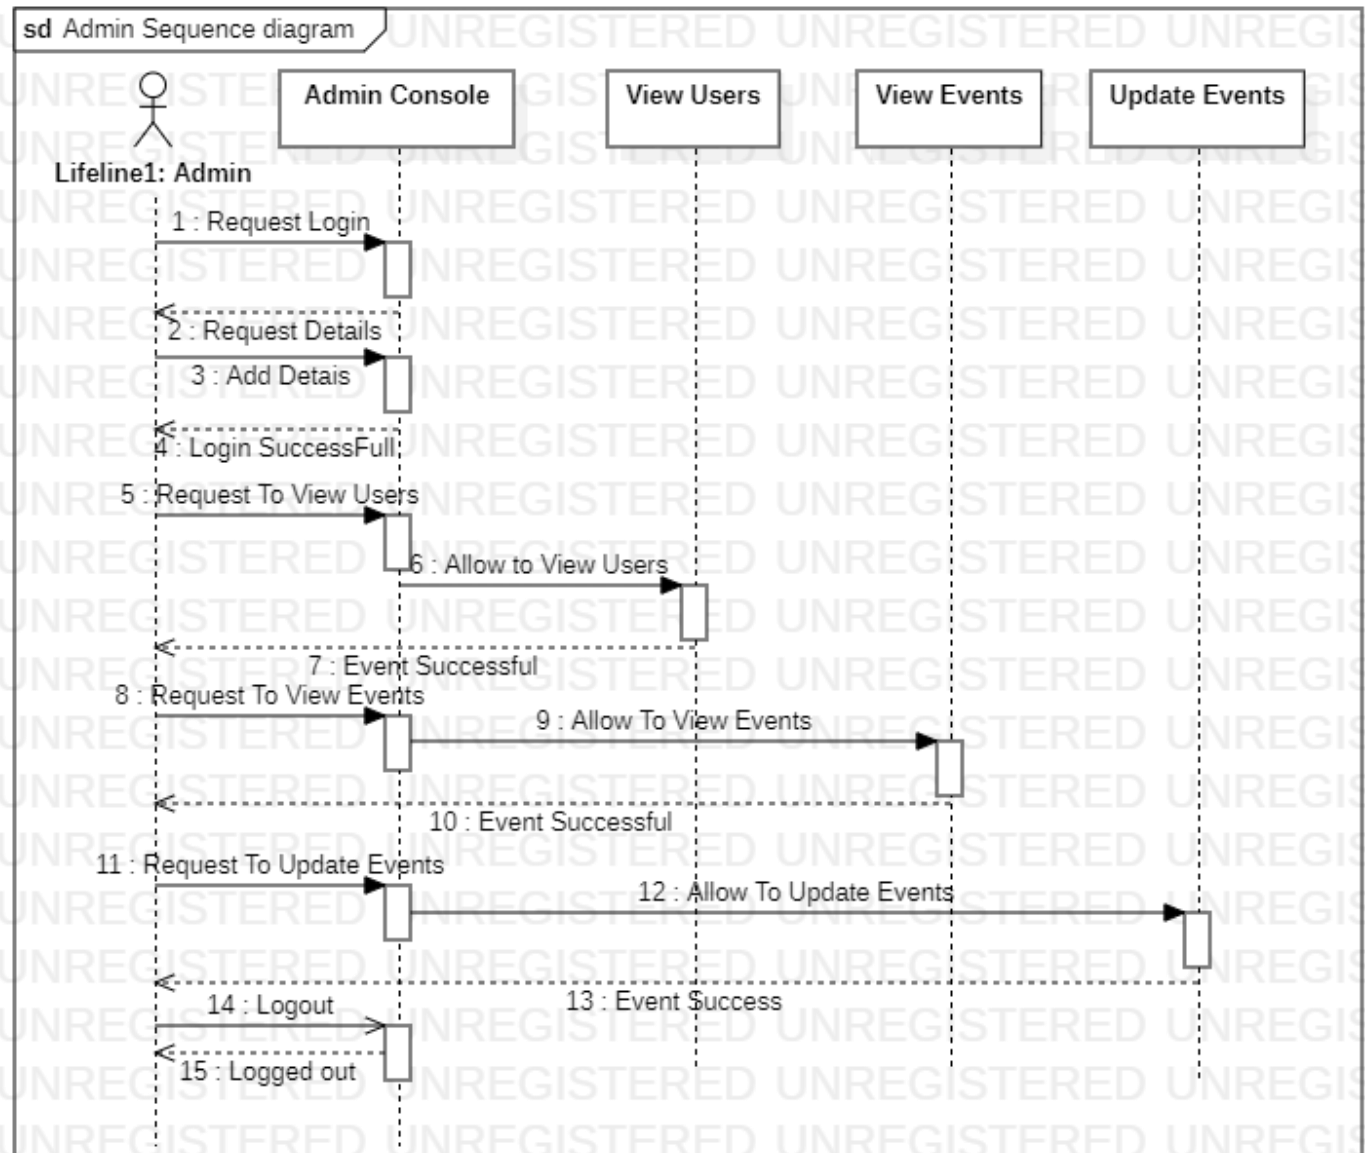 sd Admin Sequence diagram
Admin Console
View Users
View Events
Update Events
Lifeline1: Admin
1 : Request Login
2 : Request Details
3 : Add Detais
4 : Login SuccessFull
5 : Request To View Users
6 : Allow to View Users
7 : Event Successful
8 : Request To View Events
9 : Allow To View Events
10 : Event Successful
11 : Request To Update Events
12 : Allow To Update Events
13 : Event Success
14 : Logout
15 : Logged out
UNREGISTERED